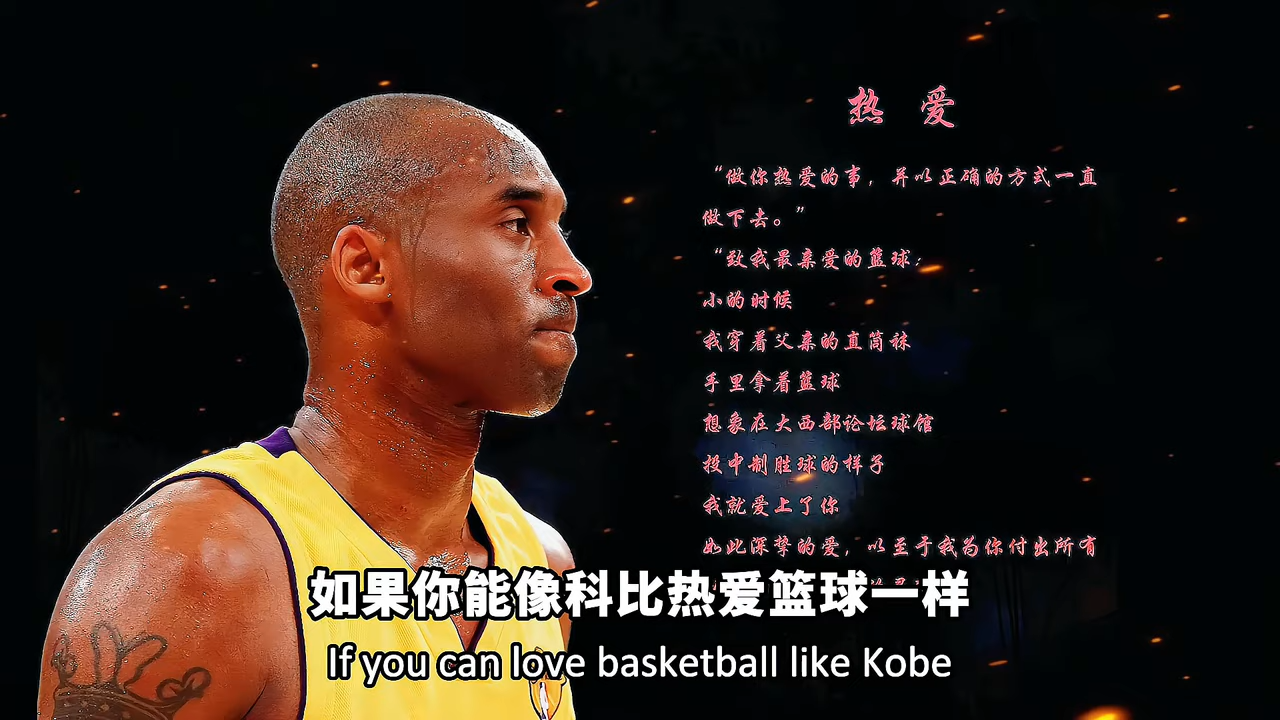 热 爱
“做你热爱的事，并以正确的方式一直
做下去。”
“致我最亲爱的篮球：
小的时候
我穿着父亲的直筒袜
手里拿着篮球
想象在大西部论坛球馆
投中制胜球的样子
我就爱上了你
如此深挚的爱，以至于我为你付出所有
如果你能像科比热爱篮球一样
If you can love basketball like Kobe